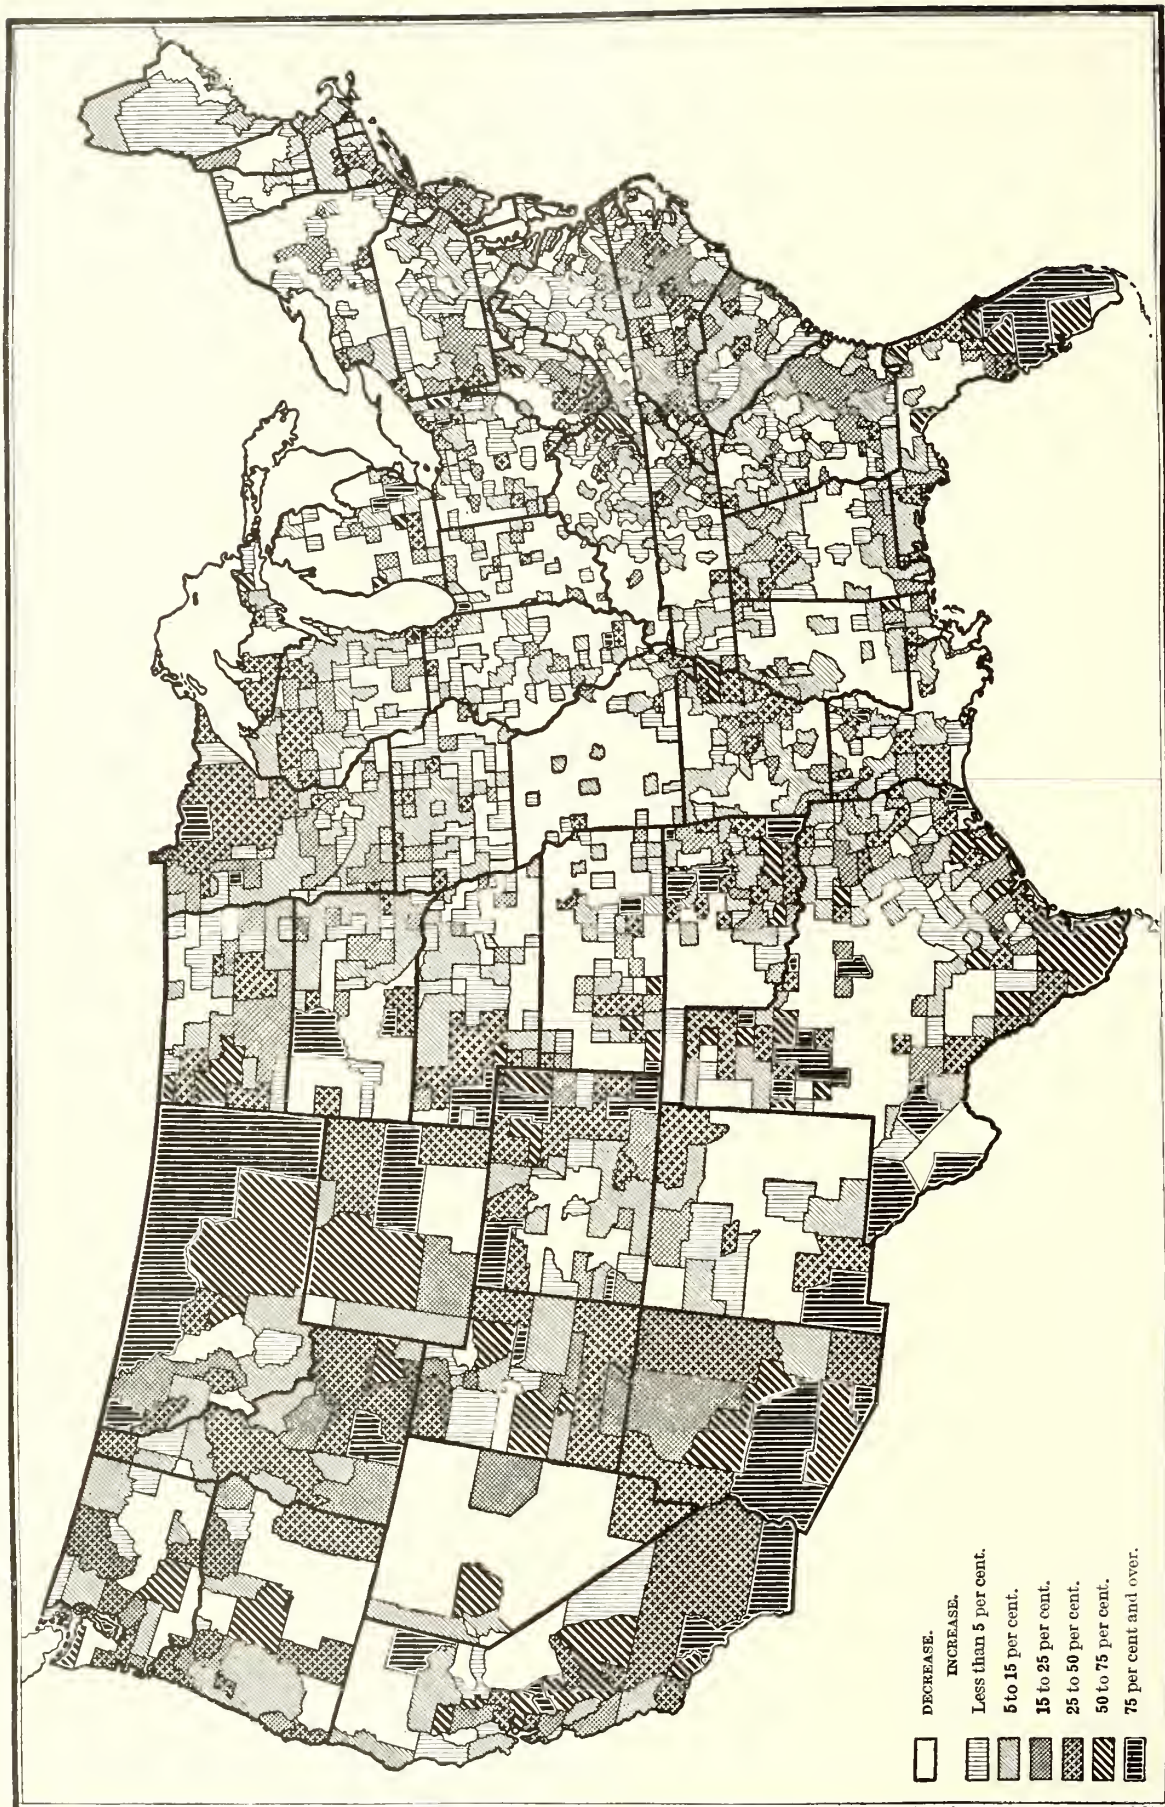 DECREASE.
INCREASE.
Less than 5 per cent.
5 to 15 per cent.
15 to 25 per cent.
25 to 50 per cent.
50 to 75 per cent.
75 per cent and over.